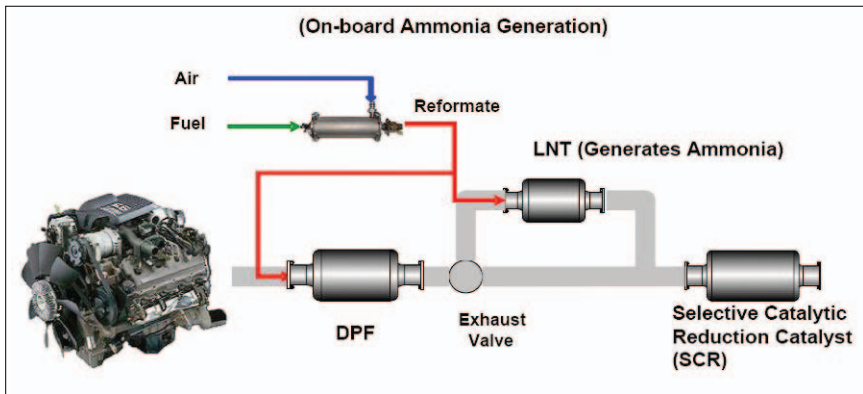 (On-board Ammonia Generation)
Air
Reformate
Fuel
LNT (Generates Ammonia)
DPF
Exhaust
Valve
Selective Catalytic
Reduction Catalyst
(SCR)